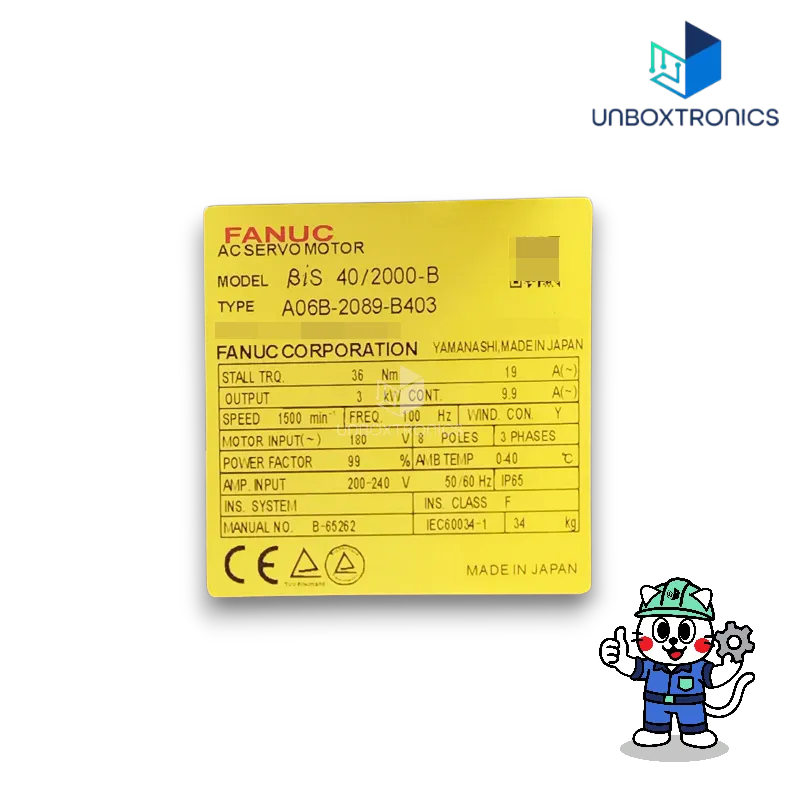 UNBOXTRONICS
FANUC
AC SERVO MOTOR
MODEL βiS 40/2000-B
TYPE A06B-2089-B403
FANUC CORPORATION YAMANASHI, MADE IN JAPAN
STALL TRQ. 36 Nm 19 A(~)
OUTPUT 3 kW CONT. 9.9 A(~)
SPEED 1500 min⁻¹ FREQ. 100 Hz WIND. CON. Y
UNBOXTRONICS
MOTOR INPUT(~) 180 V 8 POLES 3 PHASES
POWER FACTOR 99 % AMB TEMP 0-40 ℃
AMP. INPUT 200-240 V 50/60 Hz IP65
INS. SYSTEM INS. CLASS F
MANUAL NO. B-65262 IEC60034-1 34 kg
CE
MADE IN JAPAN